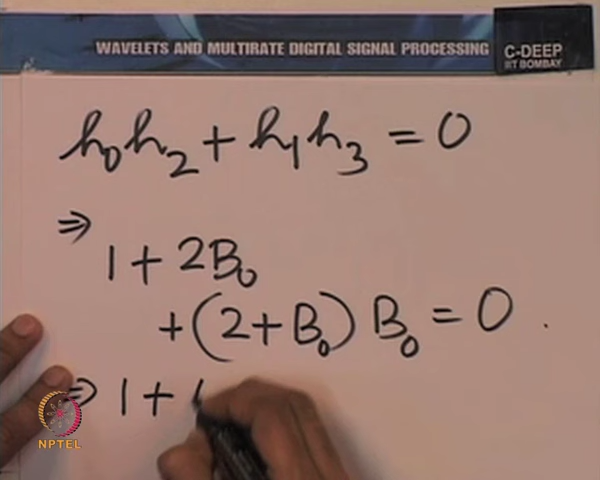 WAVELETS AND MULTIRATE DIGITAL SIGNAL PROCESSING
C-DEEP
IIT BOMBAY
h₀h₂ + h₁h₃ = 0
⇒
1 + 2B₀
+ (2 + B₀) B₀ = 0 .
⇒ 1 +
NPTEL